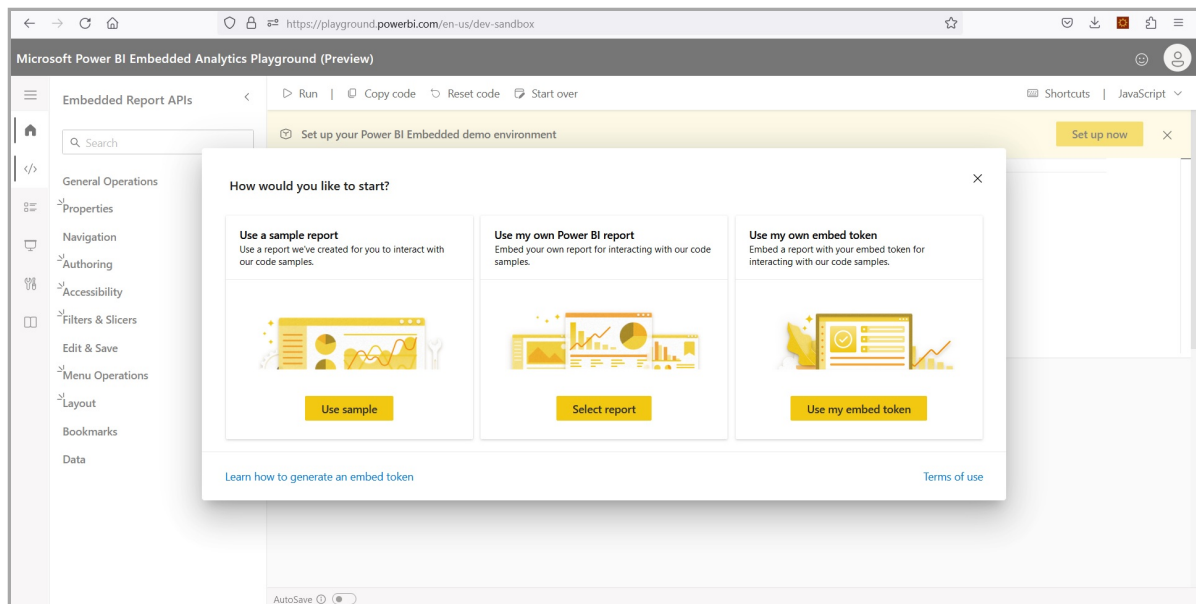 https://playground.powerbi.com/en-us/dev-sandbox
Microsoft Power BI Embedded Analytics Playground (Preview)
Embedded Report APIs
Run | Copy code Reset code Start over
Shortcuts | JavaScript
Search
Set up your Power BI Embedded demo environment
Set up now
General Operations
Properties
Navigation
Authoring
Accessibility
Filters & Slicers
Edit & Save
Menu Operations
Layout
Bookmarks
Data
How would you like to start?
Use a sample report
Use a report we've created for you to interact with
our code samples.
Use sample
Use my own Power BI report
Embed your own report for interacting with our code
samples.
Select report
Use my own embed token
Embed a report with your embed token for
interacting with our code samples.
Use my embed token
Learn how to generate an embed token
Terms of use
AutoSave